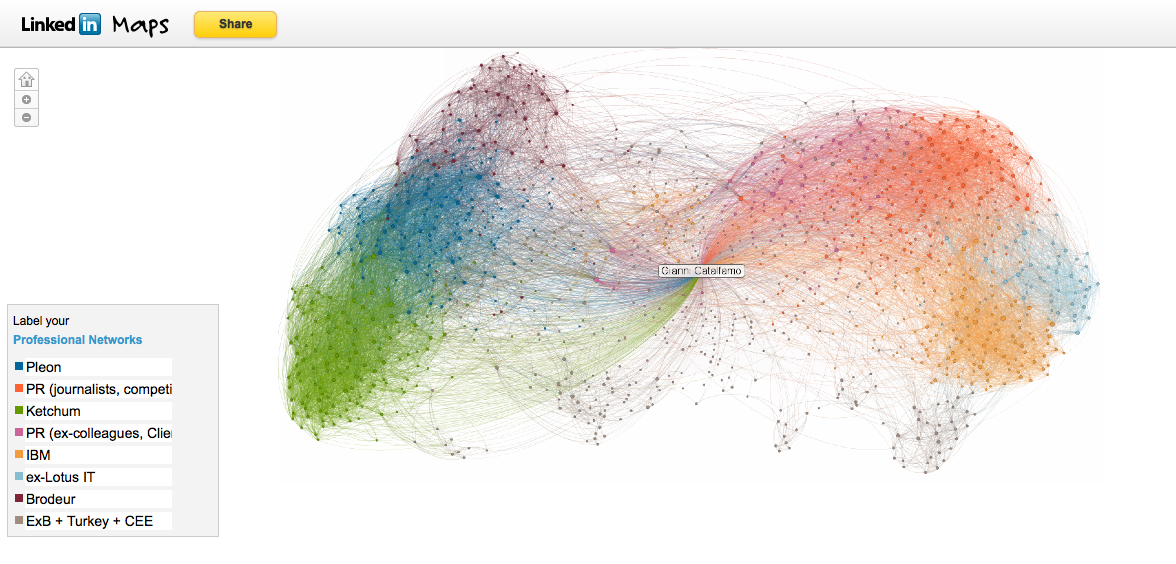 Linked in Maps
Share
Gianni Catalfamo
Label your
Professional Networks
Pleon
PR (journalists, competi
Ketchum
PR (ex-colleagues, Clie
IBM
ex-Lotus IT
Brodeur
ExB + Turkey + CEE